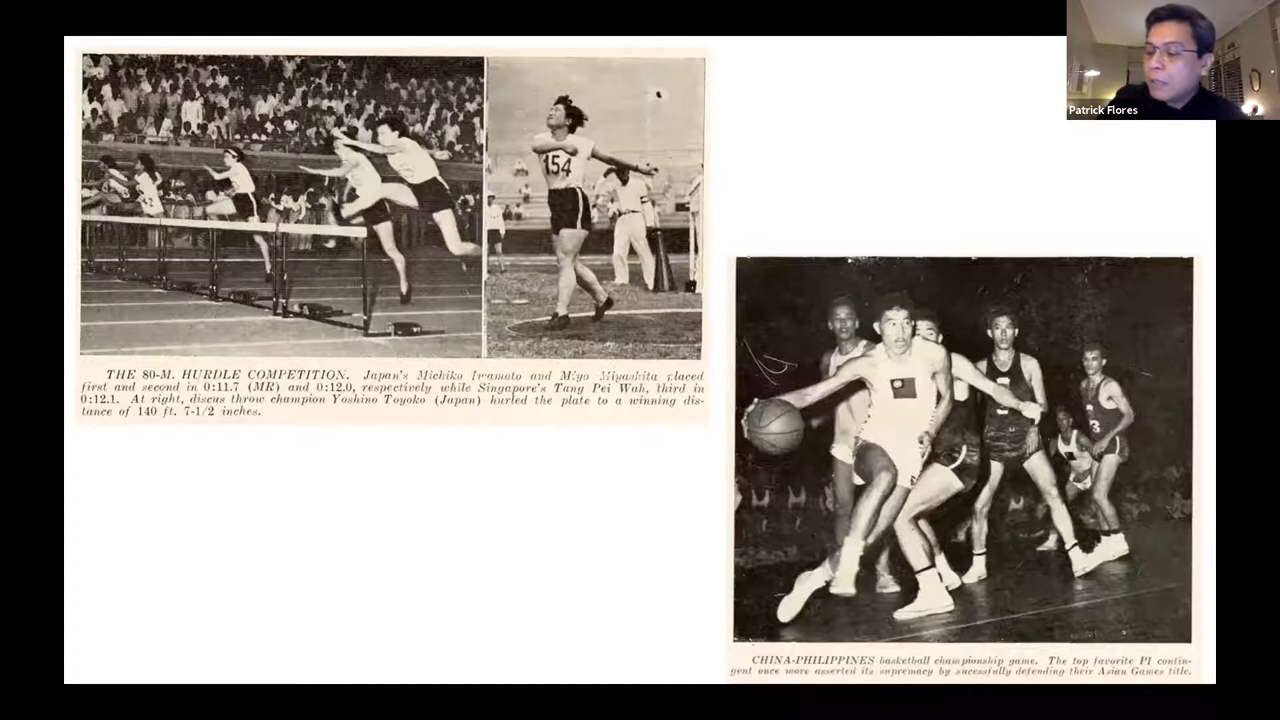 Patrick Flores
154
THE 80-M. HURDLE COMPETITION. Japan's Michiko Iwamoto and Miyo Miyashita placed
first and second in 0:11.7 (MR) and 0:12.0, respectively while Singapore's Tang Pei Wah, third in
0:12.1. At right, discus throw champion Yoshino Toyoko (Japan) hurled the plate to a winning dis-
tance of 140 ft. 7-1/2 inches.
3
CHINA-PHILIPPINES basketball championship game. The top favorite PI contin-
gent once more asserted its supremacy by sucessfully defending their Asian Games title.